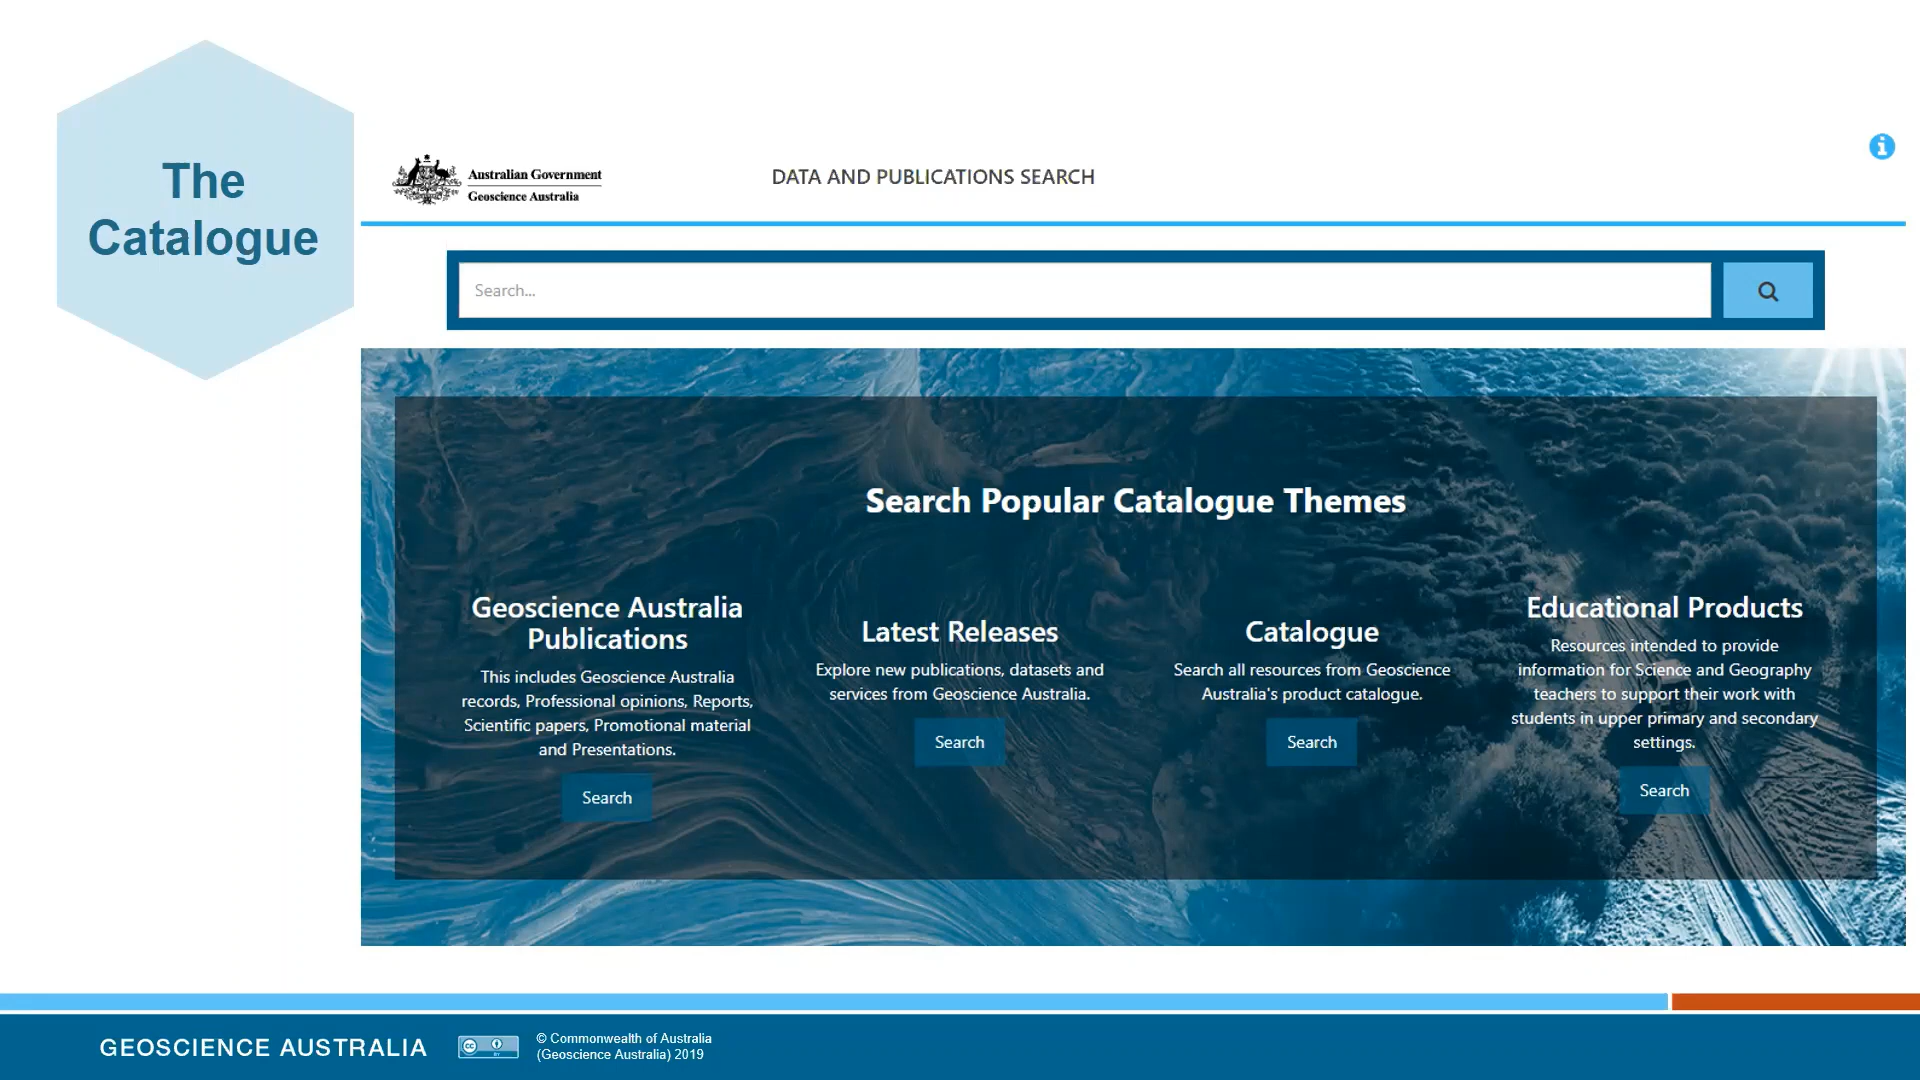 The
Catalogue
Australian Government
Geoscience Australia
DATA AND PUBLICATIONS SEARCH
Search...
Search Popular Catalogue Themes
Geoscience Australia
Publications
This includes Geoscience Australia
records, Professional opinions, Reports,
Scientific papers, Promotional material
and Presentations.
Search
Latest Releases
Explore new publications, datasets and
services from Geoscience Australia.
Search
Catalogue
Search all resources from Geoscience
Australia's product catalogue.
Search
Educational Products
Resources intended to provide
information for Science and Geography
teachers to support their work with
students in upper primary and secondary
settings.
Search
GEOSCIENCE AUSTRALIA
cc
BY
© Commonwealth of Australia
(Geoscience Australia) 2019